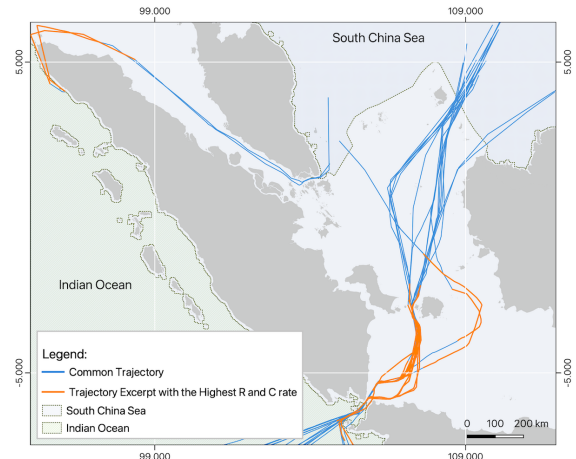 99.000 109.000
South China Sea
5.000 5.000
Indian Ocean
Legend:
Common Trajectory
Trajectory Excerpt with the Highest R and C rate
South China Sea
Indian Ocean
-5.000 -5.000
0 100 200 km
99.000 109.000